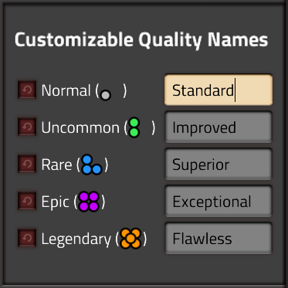 Customizable Quality Names
Normal ( ) Standard
Uncommon ( ) Improved
Rare ( ) Superior
Epic ( ) Exceptional
Legendary ( ) Flawless